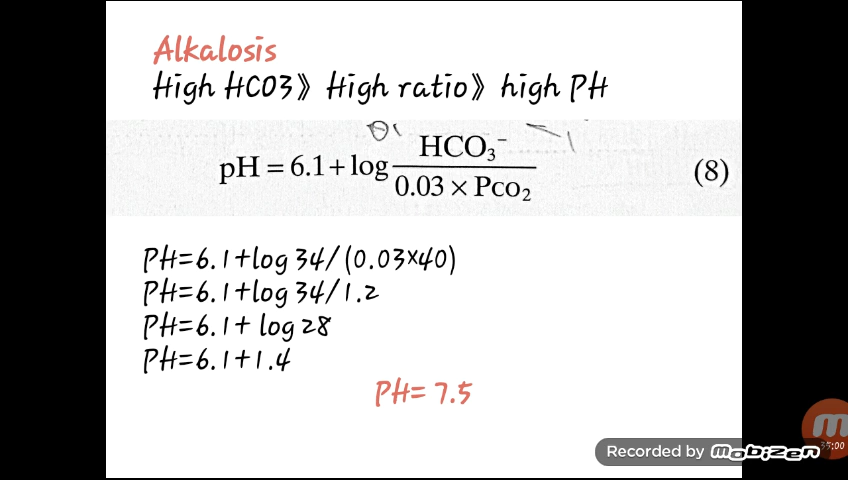 Alkalosis
High HCO3》 High ratio》 high PH
pH = 6.1 + log HCO₃⁻ / 0.03 × Pco₂ (8)
PH=6.1+log 34/(0.03×40)
PH=6.1+log 34/1.2
PH=6.1+ log 28
PH=6.1+1.4
PH= 7.5
Recorded by mobizen